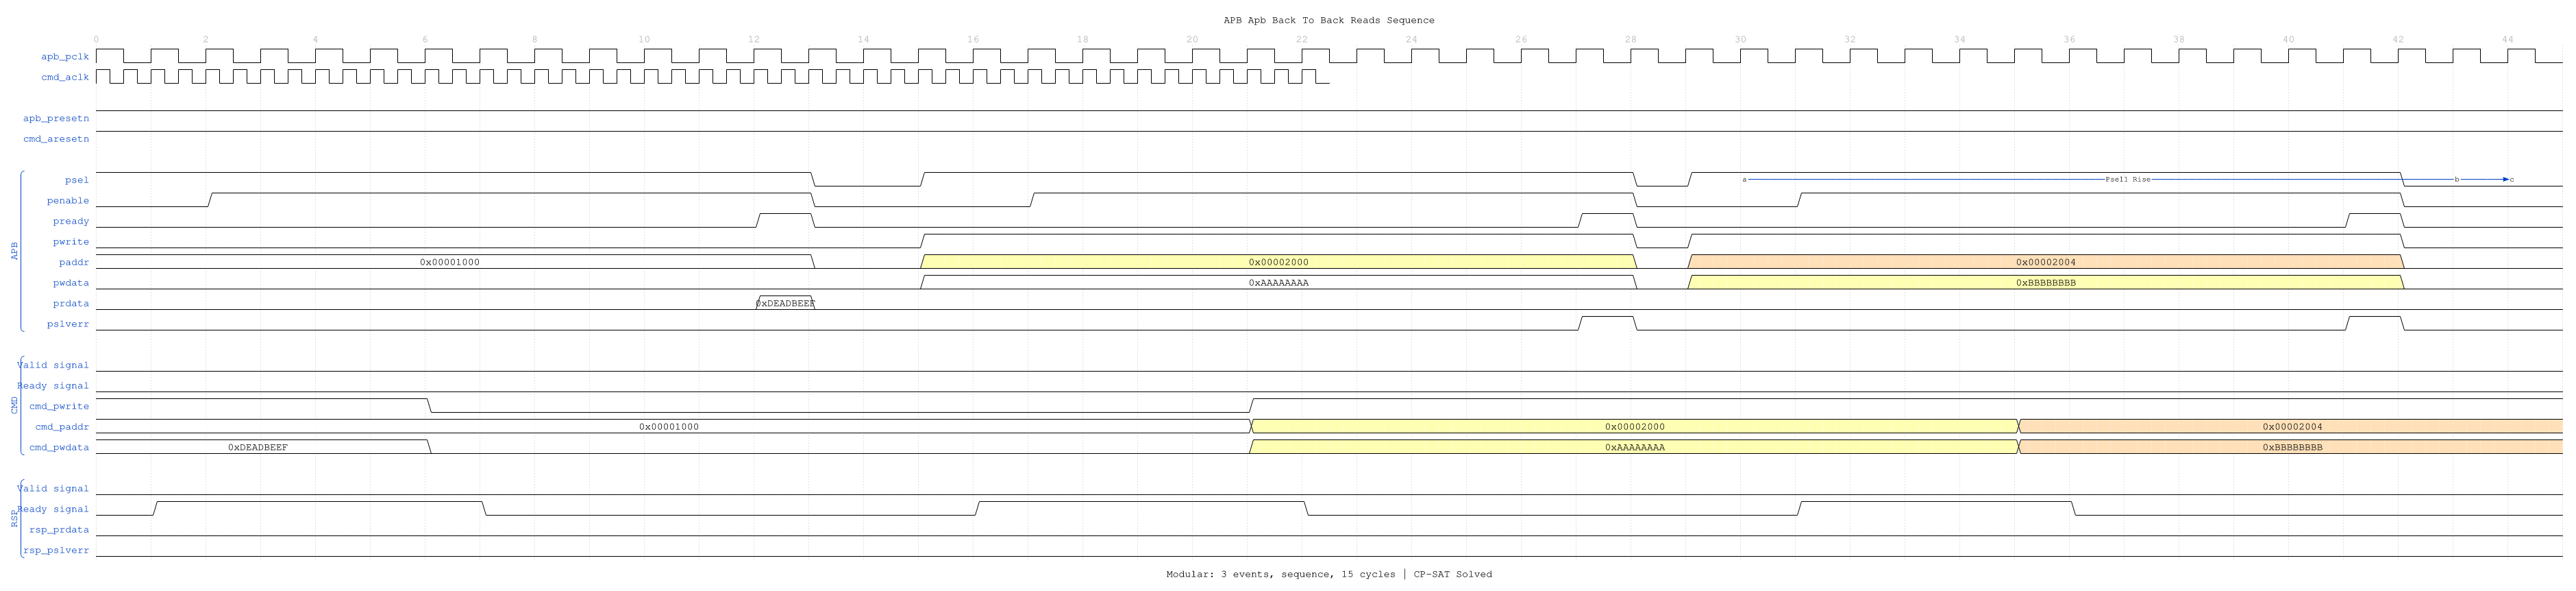 APB Apb Back To Back Reads Sequence
0 2 4 6 8 10 12 14 16 18 20 22 24 26 28 30 32 34 36 38 40 42 44
apb_pclk
cmd_aclk
apb_presetn
cmd_aresetn
APB
psel a Psel1 Rise b c
penable
pready
pwrite
paddr 0x00001000 0x00002000 0x00002004
pwdata 0xAAAAAAAA 0xBBBBBBBB
prdata 0xDEADBEEF
pslverr
CMD
Valid signal
Ready signal
cmd_pwrite
cmd_paddr 0x00001000 0x00002000 0x00002004
cmd_pwdata 0xDEADBEEF 0xAAAAAAAA 0xBBBBBBBB
RSP
Valid signal
Ready signal
rsp_prdata
rsp_pslverr
Modular: 3 events, sequence, 15 cycles | CP-SAT Solved